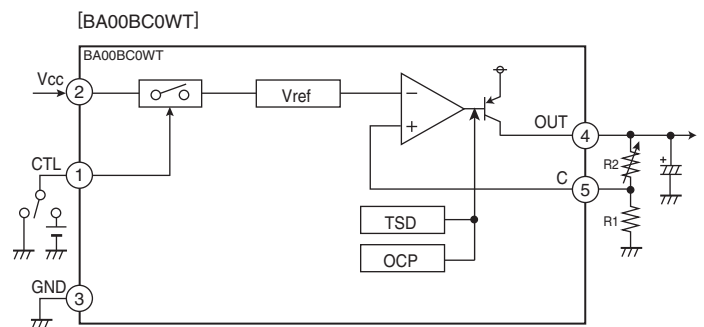 [BA00BC0WT]
BA00BC0WT
Vcc
2
Vref
−
+
OUT
4
R2
+
CTL
1
C
5
R1
TSD
OCP
GND
3